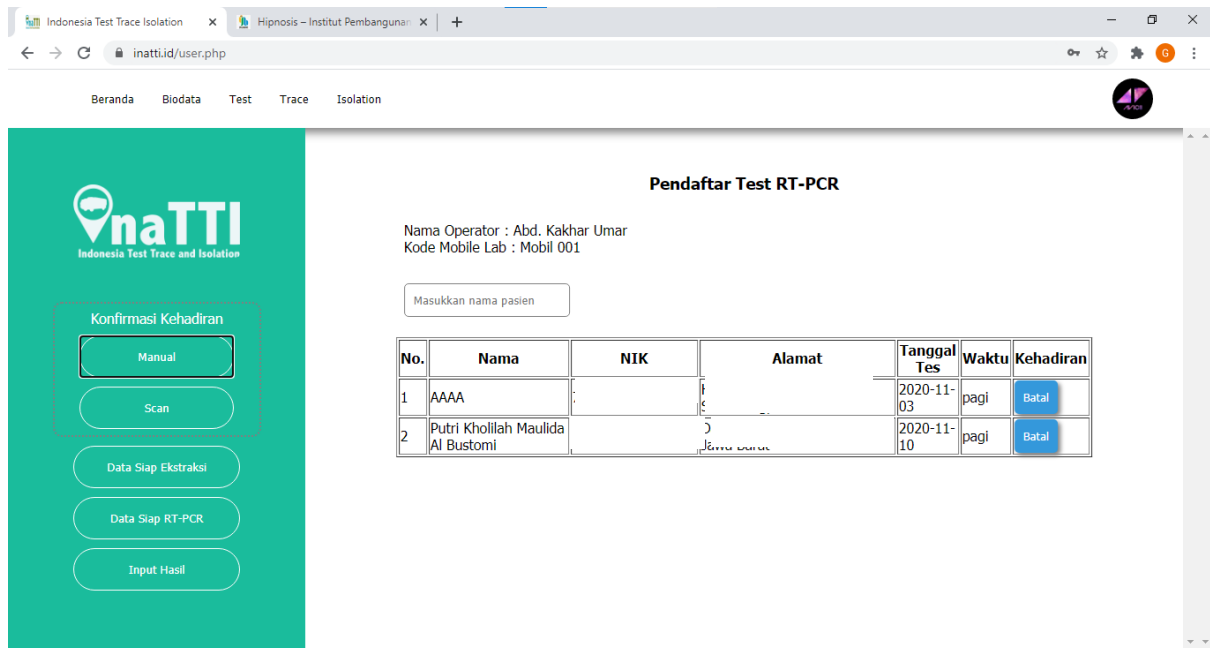 Indonesia Test Trace Isolation
Hipnosis – Institut Pembangunan
inatti.id/user.php
G
Beranda Biodata Test Trace Isolation
AVICII
inaTTI
Indonesia Test Trace and Isolation
Konfirmasi Kehadiran
Manual
Scan
Data Siap Ekstraksi
Data Siap RT-PCR
Input Hasil
Pendaftar Test RT-PCR
Nama Operator : Abd. Kakhar Umar
Kode Mobile Lab : Mobil 001
Masukkan nama pasien
No. Nama NIK Alamat Tanggal Tes Waktu Kehadiran
1 AAAA 2020-11-03 pagi Batal
2 Putri Kholilah Maulida Al Bustomi Jawa Barat 2020-11-10 pagi Batal